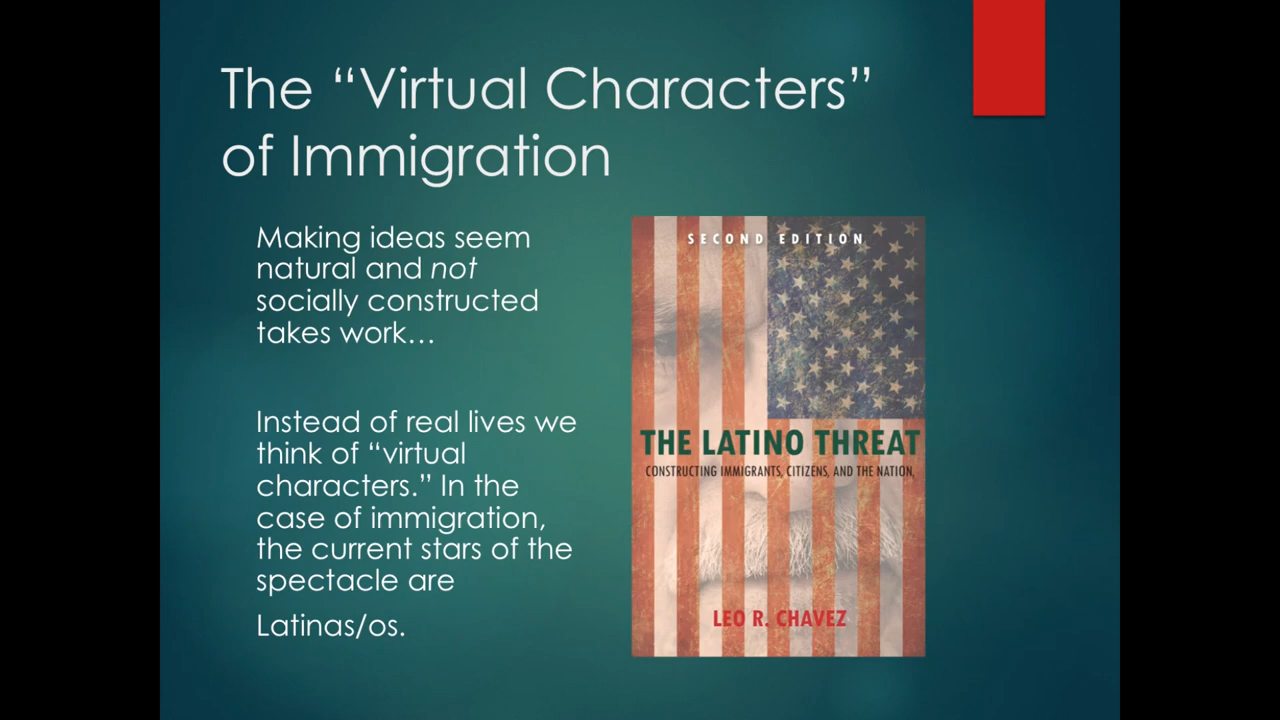 The “Virtual Characters”
of Immigration
Making ideas seem
natural and not
socially constructed
takes work…
Instead of real lives we
think of “virtual
characters.” In the
case of immigration,
the current stars of the
spectacle are
Latinas/os.
SECOND EDITION
THE LATINO THREAT
CONSTRUCTING IMMIGRANTS, CITIZENS, AND THE NATION,
LEO R. CHAVEZ